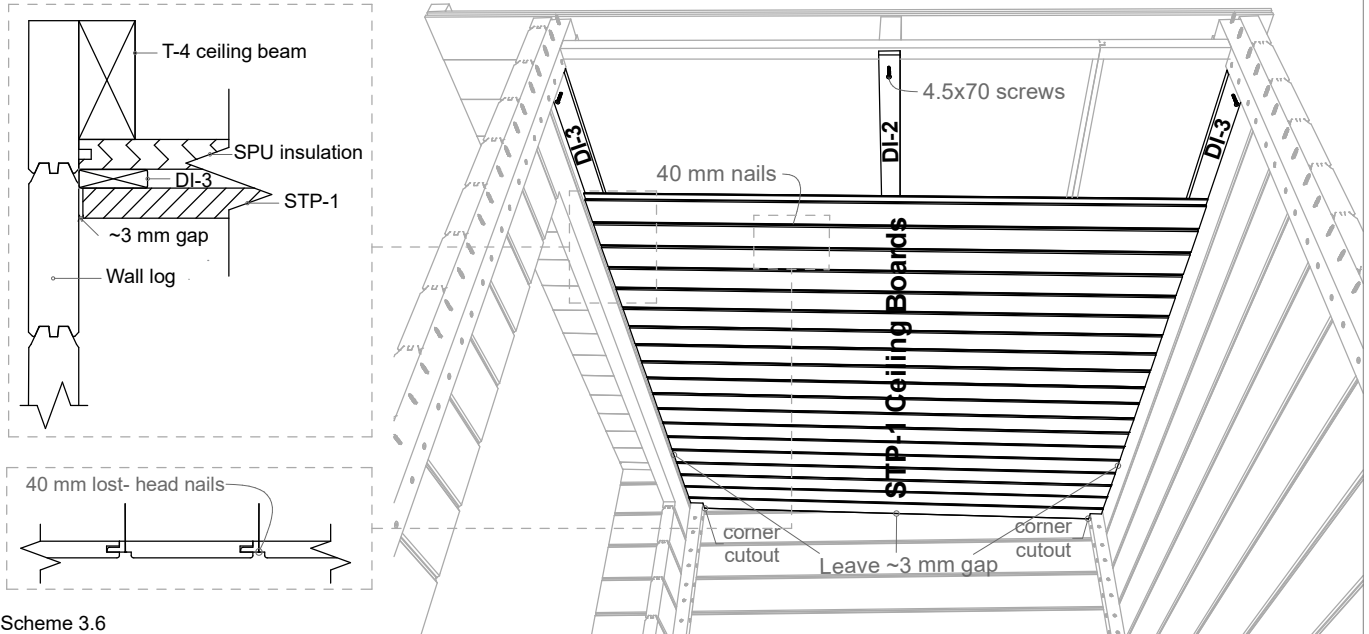 T-4 ceiling beam
SPU insulation
DI-3
STP-1
~3 mm gap
Wall log
40 mm lost- head nails
Scheme 3.6
4.5x70 screws
DI-3
DI-2
DI-3
40 mm nails
STP-1 Ceiling Boards
corner
cutout
corner
cutout
Leave ~3 mm gap